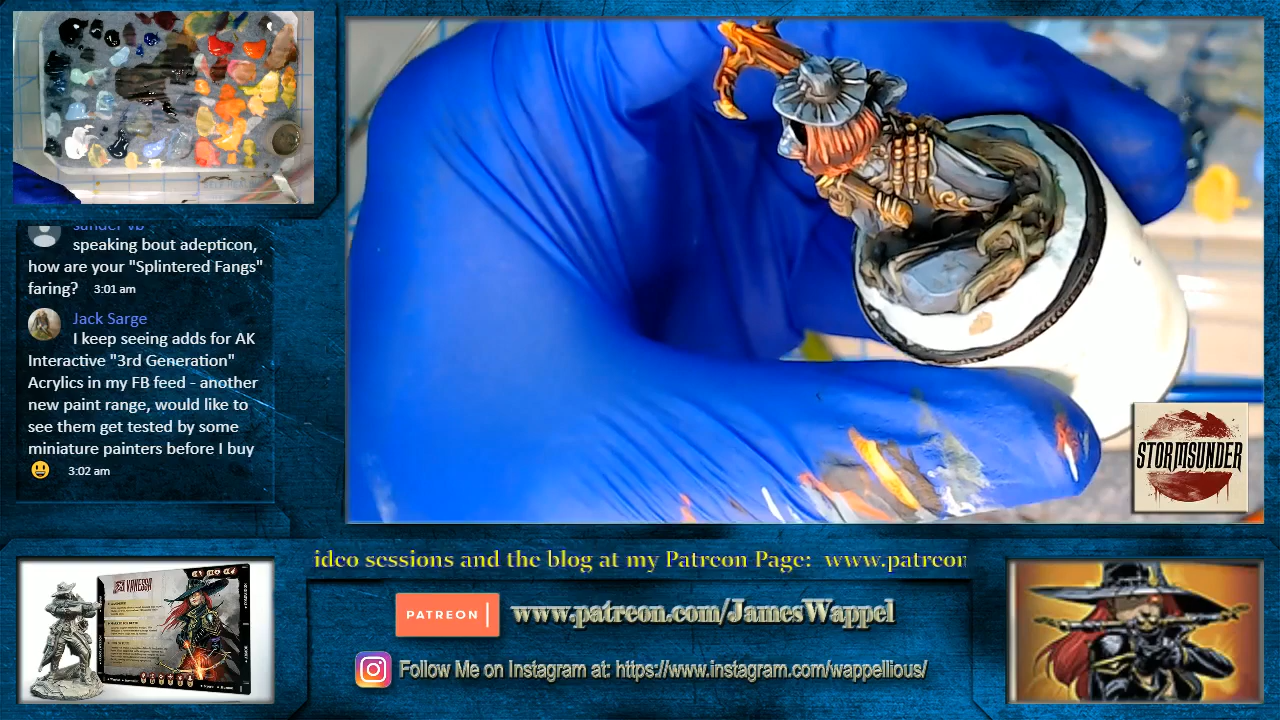 sander vb
speaking bout adepticon,
how are your "Splintered Fangs"
faring? 3:01 am
Jack Sarge
I keep seeing adds for AK
Interactive "3rd Generation"
Acrylics in my FB feed - another
new paint range, would like to
see them get tested by some
miniature painters before I buy
3:02 am
STORMSUNDER
VANESSA
ideo sessions and the blog at my Patreon Page: www.patreon
PATREON
www.patreon.com/JamesWappel
Follow Me on Instagram at: https://www.instagram.com/wappellious/